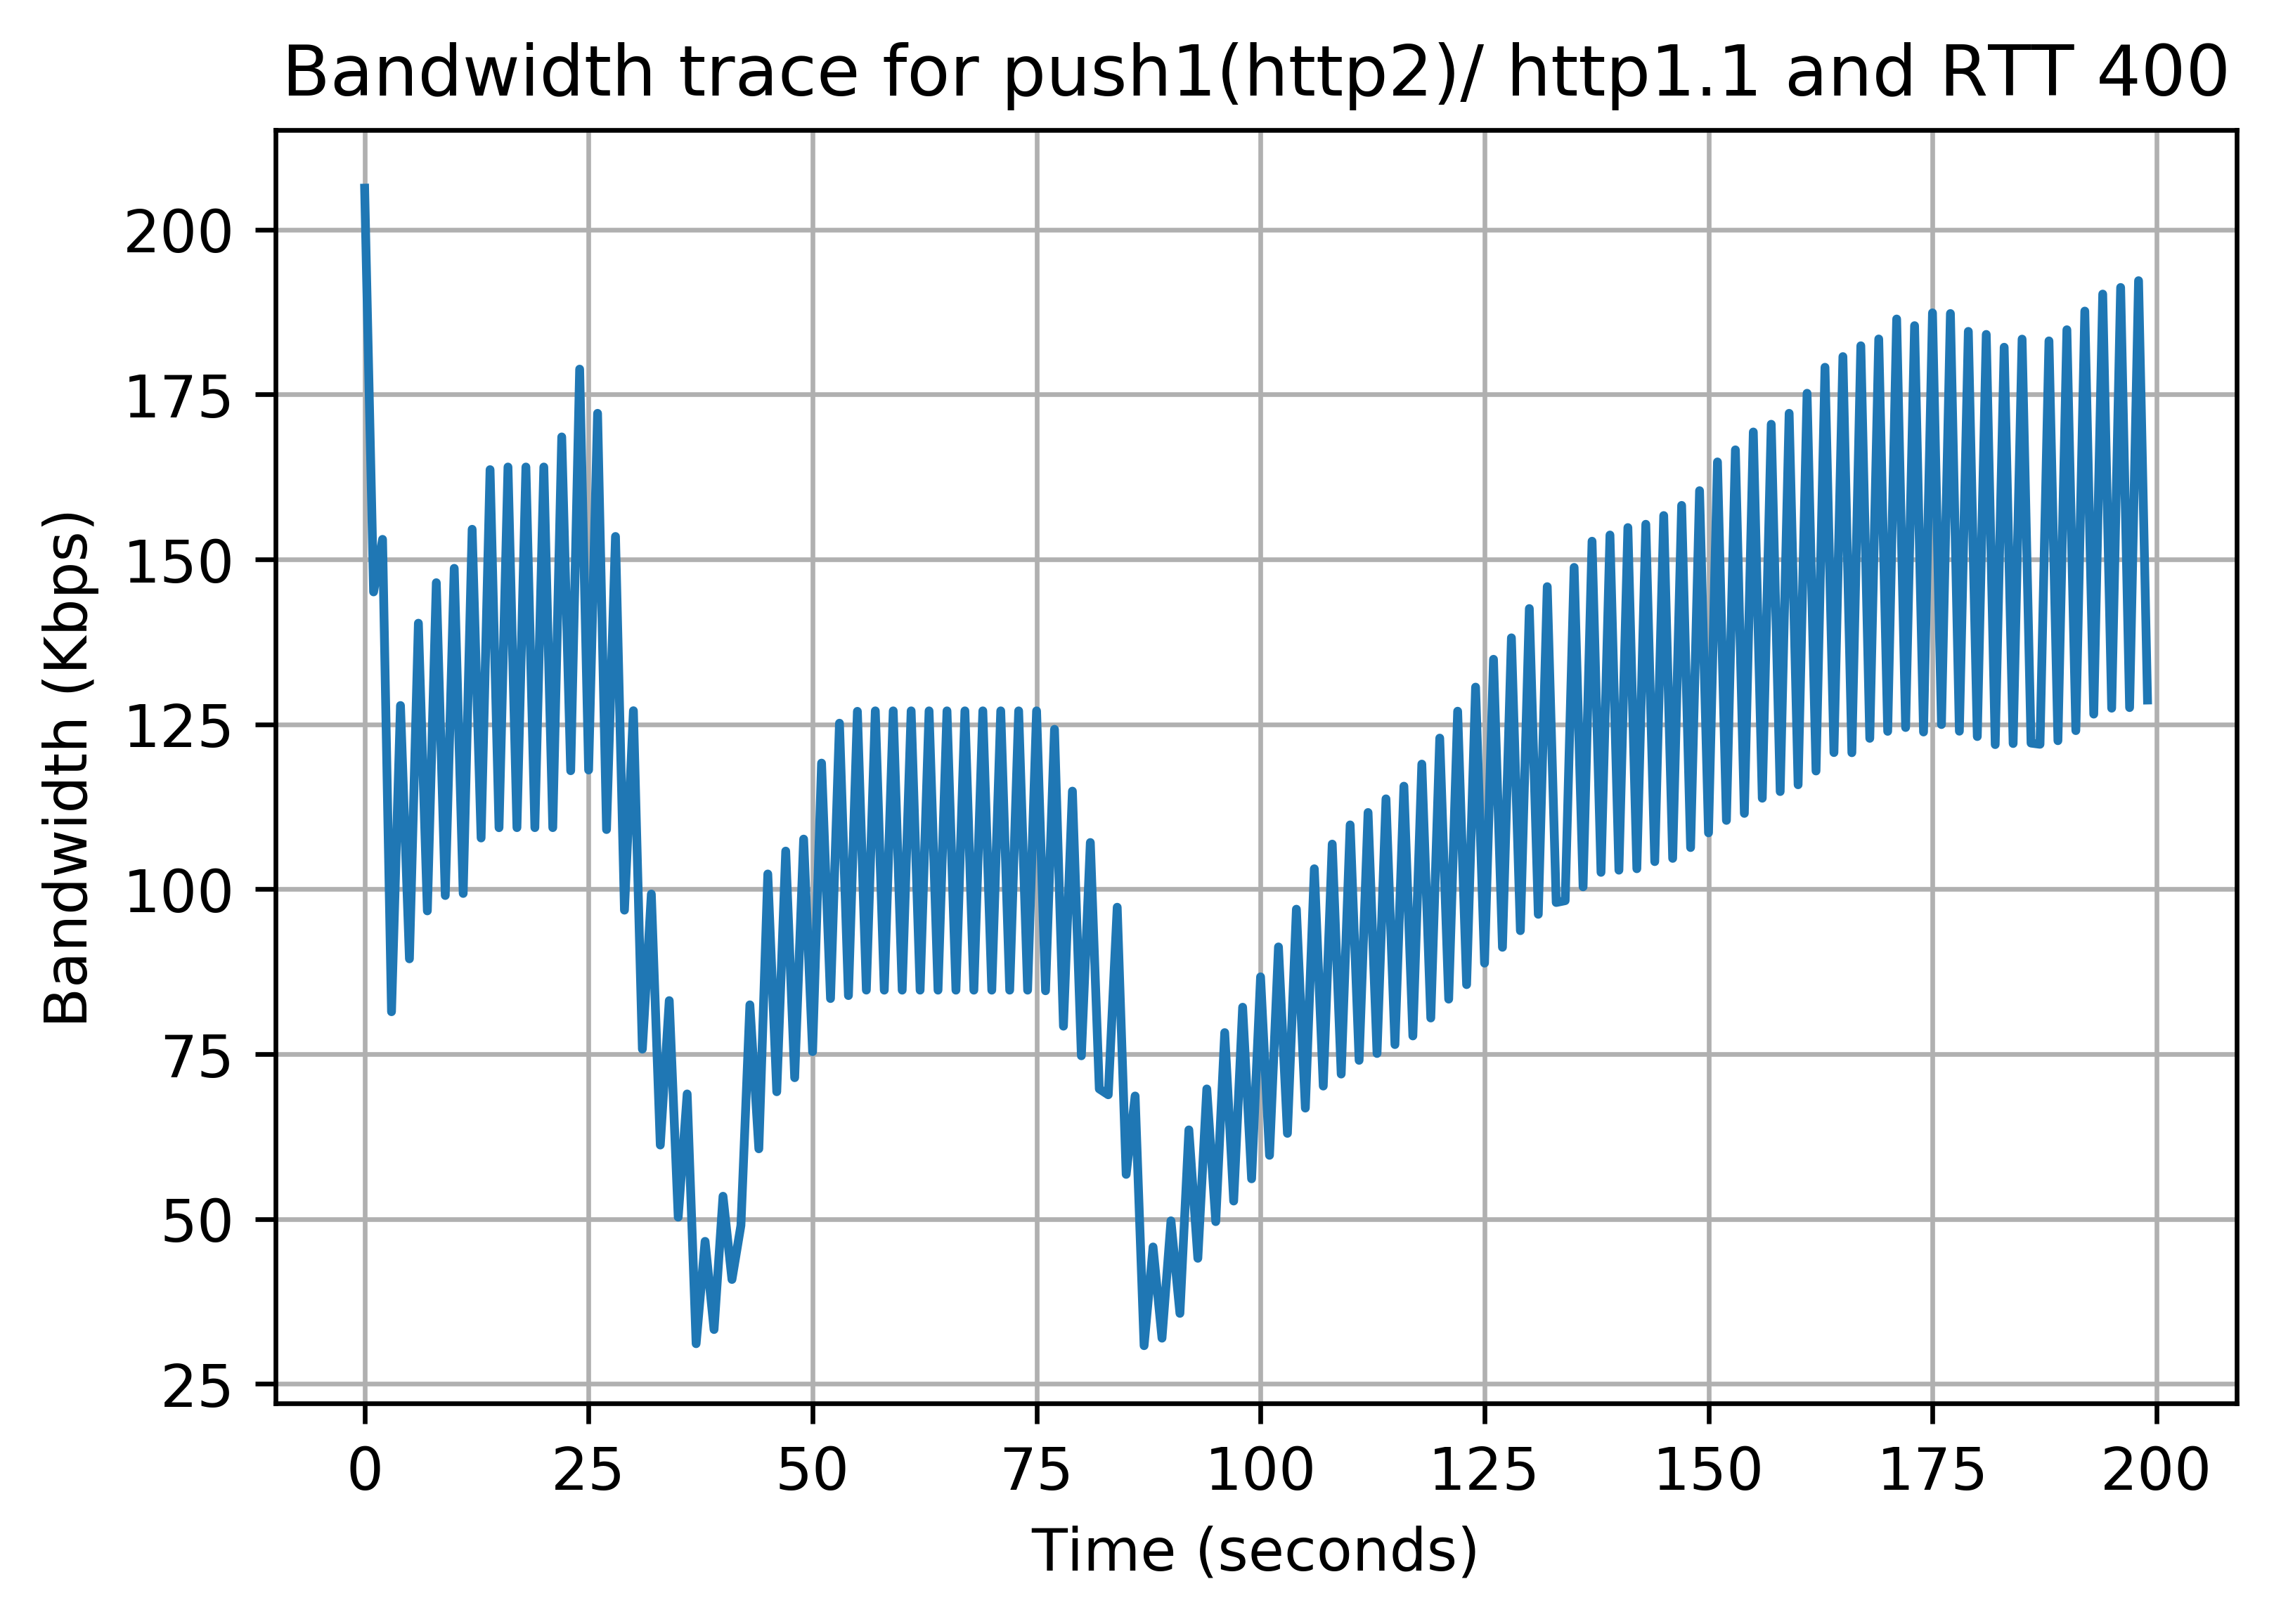 Bandwidth trace for push1(http2)/ http1.1 and RTT 400
Bandwidth (Kbps)
200
175
150
125
100
75
50
25
0 25 50 75 100 125 150 175 200
Time (seconds)